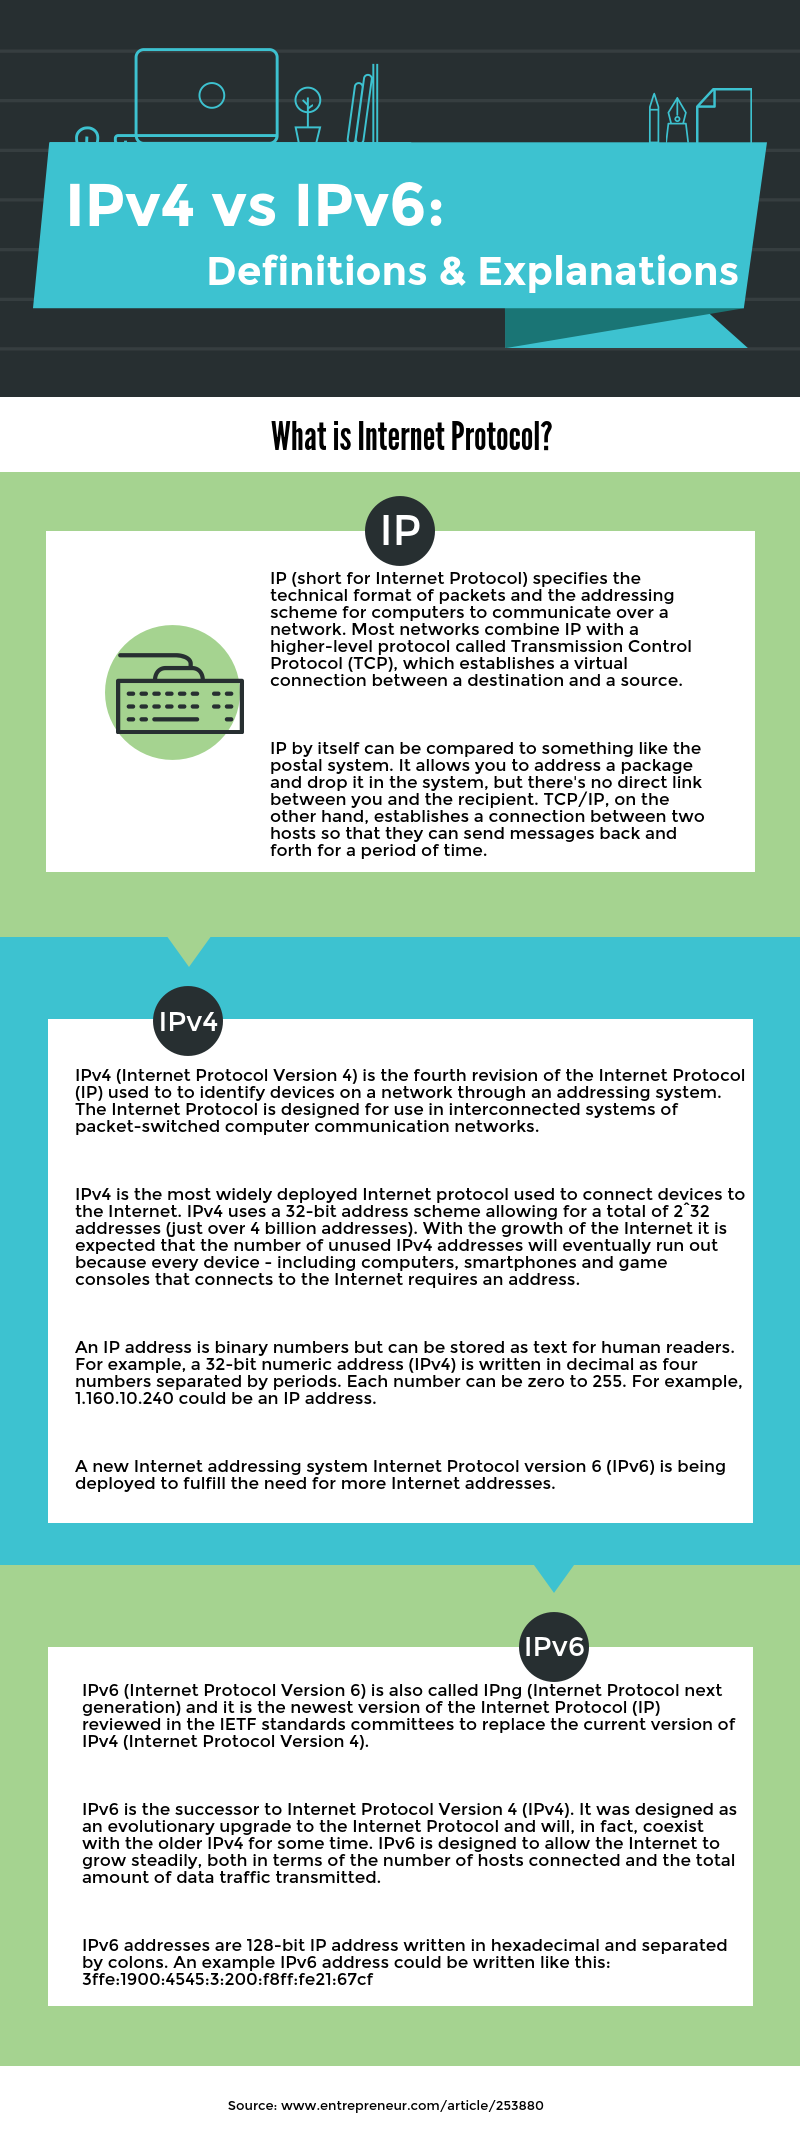 IPv4 vs IPv6:
Definitions & Explanations
What is Internet Protocol?
IP
IP (short for Internet Protocol) specifies the
technical format of packets and the addressing
scheme for computers to communicate over a
network. Most networks combine IP with a
higher-level protocol called Transmission Control
Protocol (TCP), which establishes a virtual
connection between a destination and a source.
IP by itself can be compared to something like the
postal system. It allows you to address a package
and drop it in the system, but there's no direct link
between you and the recipient. TCP/IP, on the
other hand, establishes a connection between two
hosts so that they can send messages back and
forth for a period of time.
IPv4
IPv4 (Internet Protocol Version 4) is the fourth revision of the Internet Protocol
(IP) used to to identify devices on a network through an addressing system.
The Internet Protocol is designed for use in interconnected systems of
packet-switched computer communication networks.
IPv4 is the most widely deployed Internet protocol used to connect devices to
the Internet. IPv4 uses a 32-bit address scheme allowing for a total of 2^32
addresses (just over 4 billion addresses). With the growth of the Internet it is
expected that the number of unused IPv4 addresses will eventually run out
because every device - including computers, smartphones and game
consoles that connects to the Internet requires an address.
An IP address is binary numbers but can be stored as text for human readers.
For example, a 32-bit numeric address (IPv4) is written in decimal as four
numbers separated by periods. Each number can be zero to 255. For example,
1.160.10.240 could be an IP address.
A new Internet addressing system Internet Protocol version 6 (IPv6) is being
deployed to fulfill the need for more Internet addresses.
IPv6
IPv6 (Internet Protocol Version 6) is also called IPng (Internet Protocol next
generation) and it is the newest version of the Internet Protocol (IP)
reviewed in the IETF standards committees to replace the current version of
IPv4 (Internet Protocol Version 4).
IPv6 is the successor to Internet Protocol Version 4 (IPv4). It was designed as
an evolutionary upgrade to the Internet Protocol and will, in fact, coexist
with the older IPv4 for some time. IPv6 is designed to allow the Internet to
grow steadily, both in terms of the number of hosts connected and the total
amount of data traffic transmitted.
IPv6 addresses are 128-bit IP address written in hexadecimal and separated
by colons. An example IPv6 address could be written like this:
3ffe:1900:4545:3:200:f8ff:fe21:67cf
Source: www.entrepreneur.com/article/253880